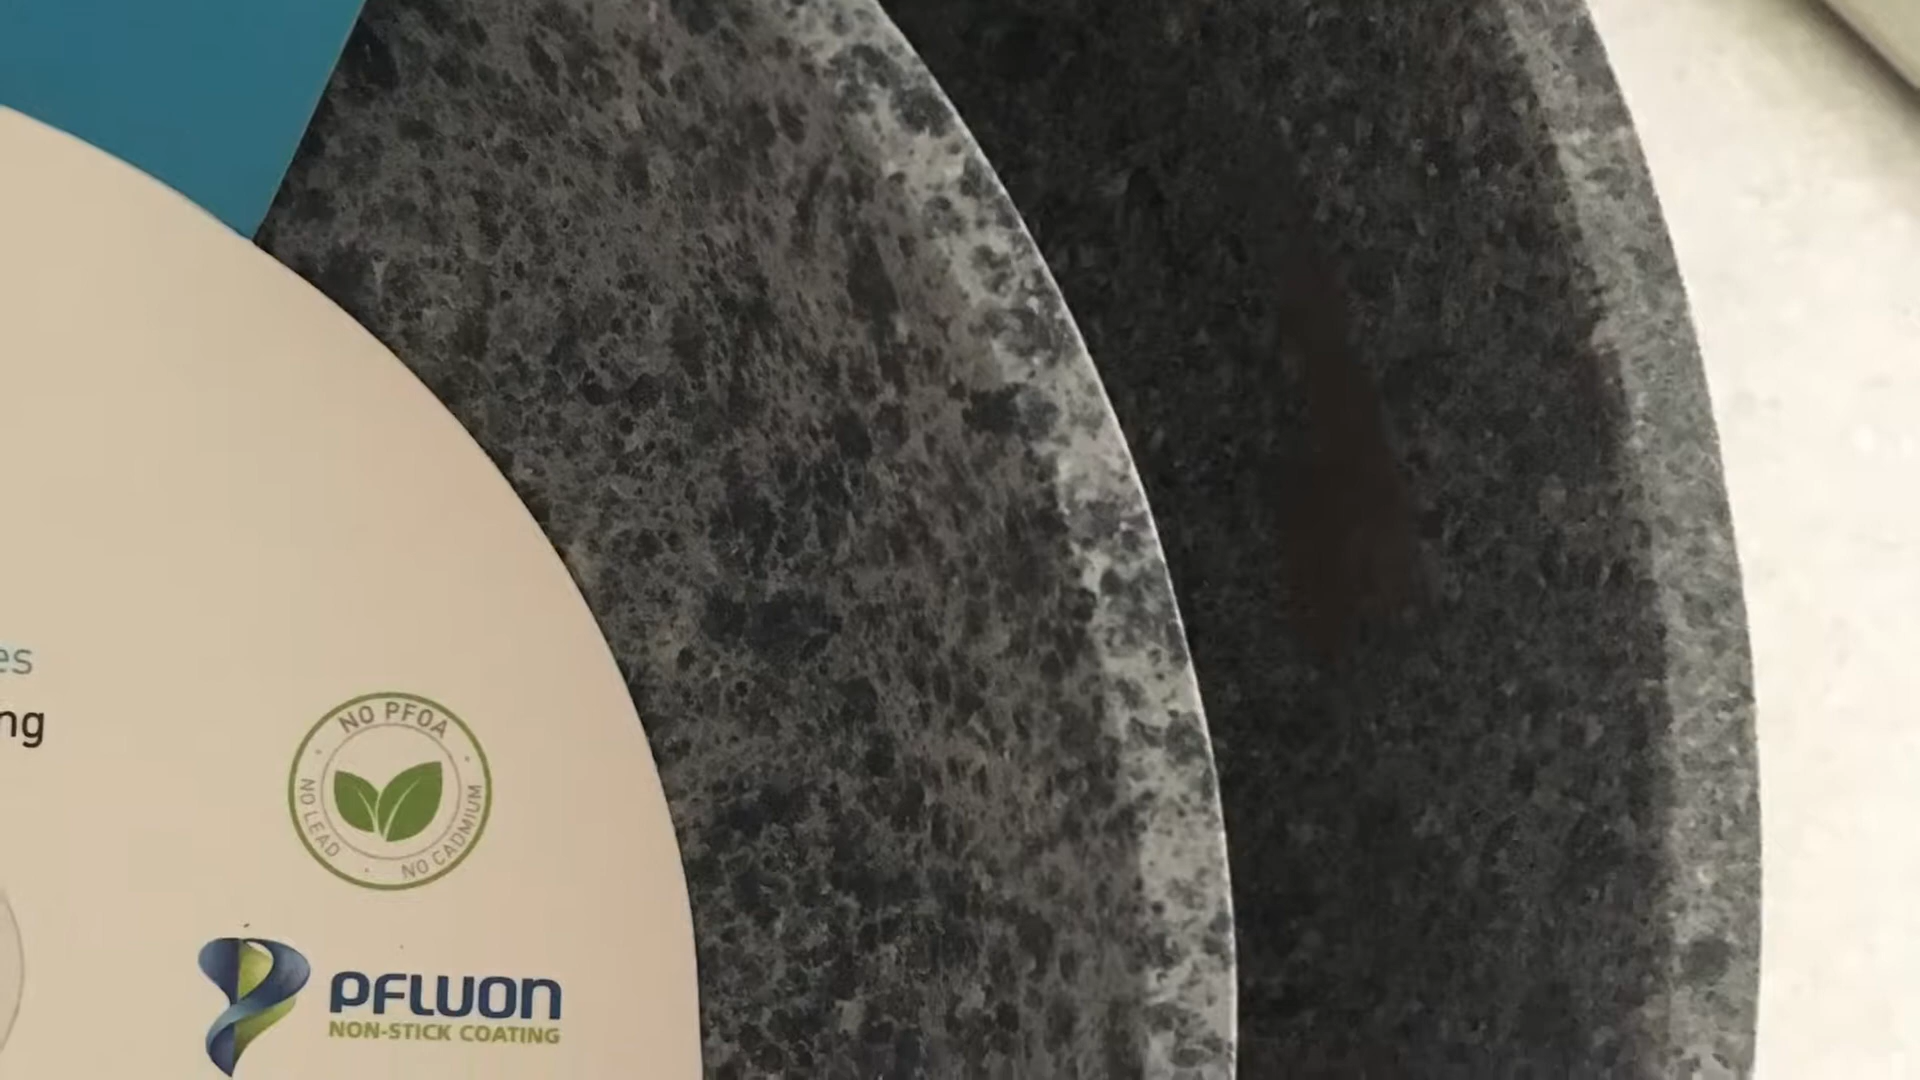 es
ng
NO PFOA
NO LEAD
NO CADMIUM
PFLUON
NON-STICK COATING